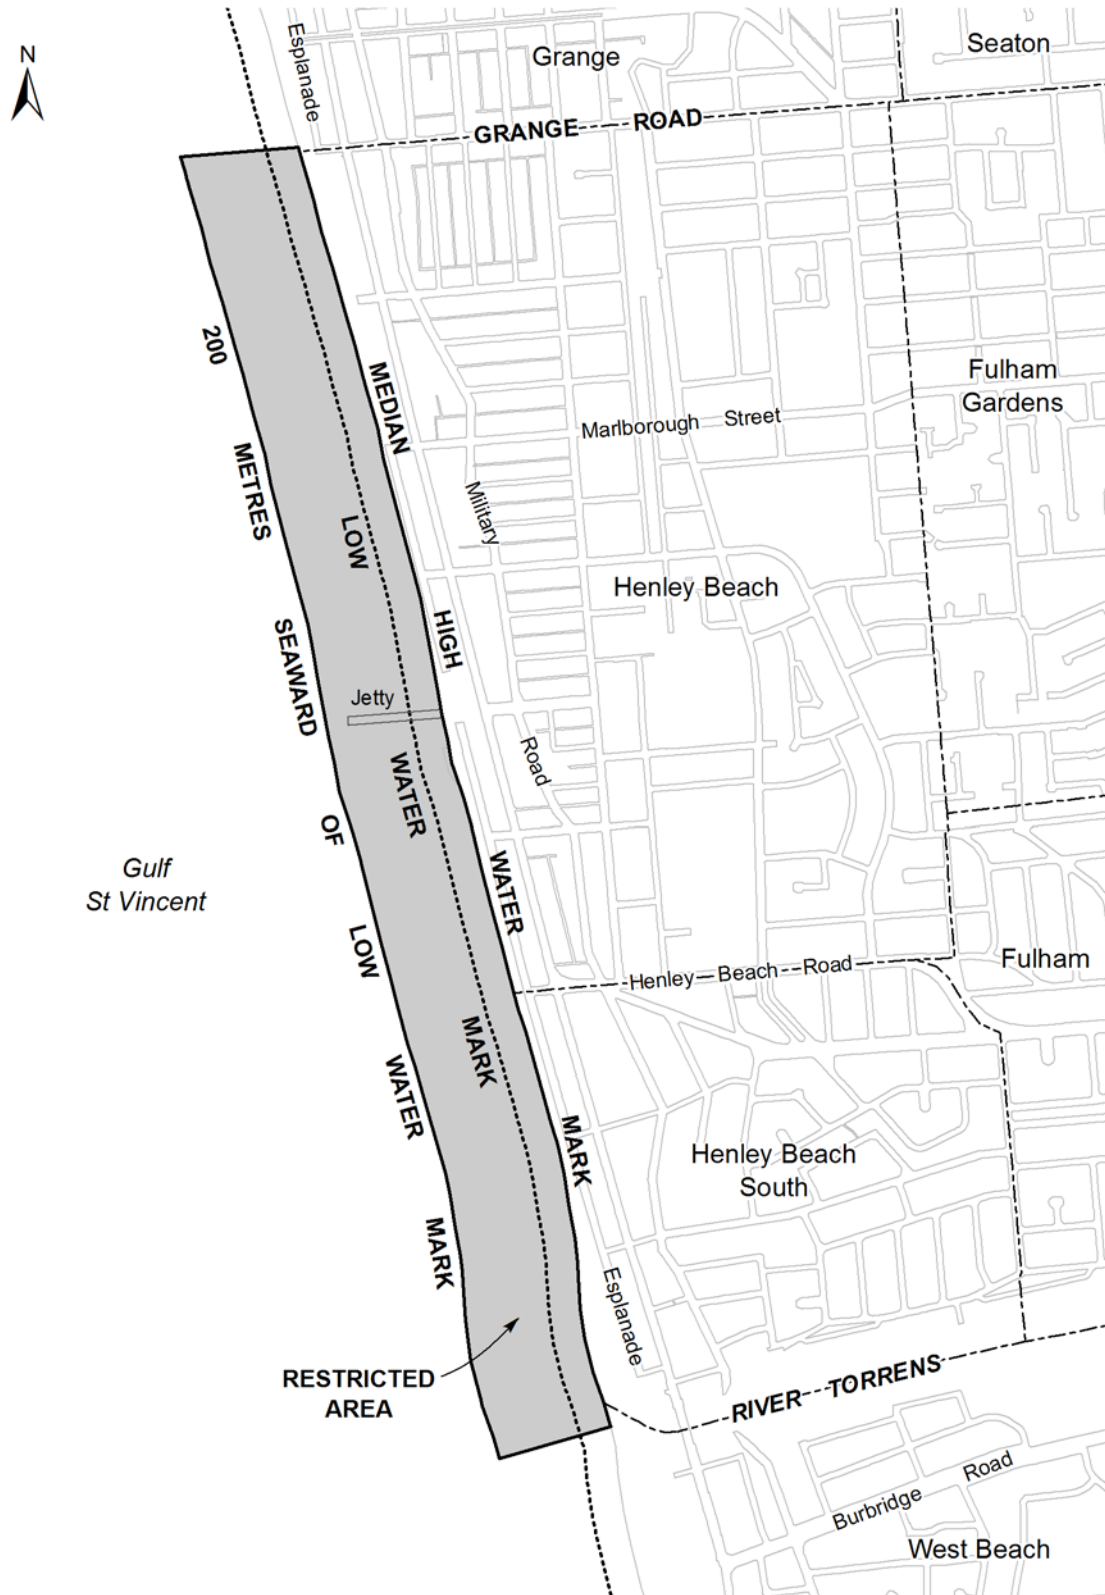 N
Esplanade
Grange
Seaton
GRANGE ROAD
200 METRES SEAWARD OF LOW WATER MARK
MEDIAN HIGH WATER MARK
LOW WATER MARK
Fulham
Gardens
Marlborough Street
Military Road
Henley Beach
Jetty
Gulf
St Vincent
Henley Beach Road
Fulham
Henley Beach
South
Esplanade
RESTRICTED
AREA
RIVER TORRENS
Burbridge Road
West Beach